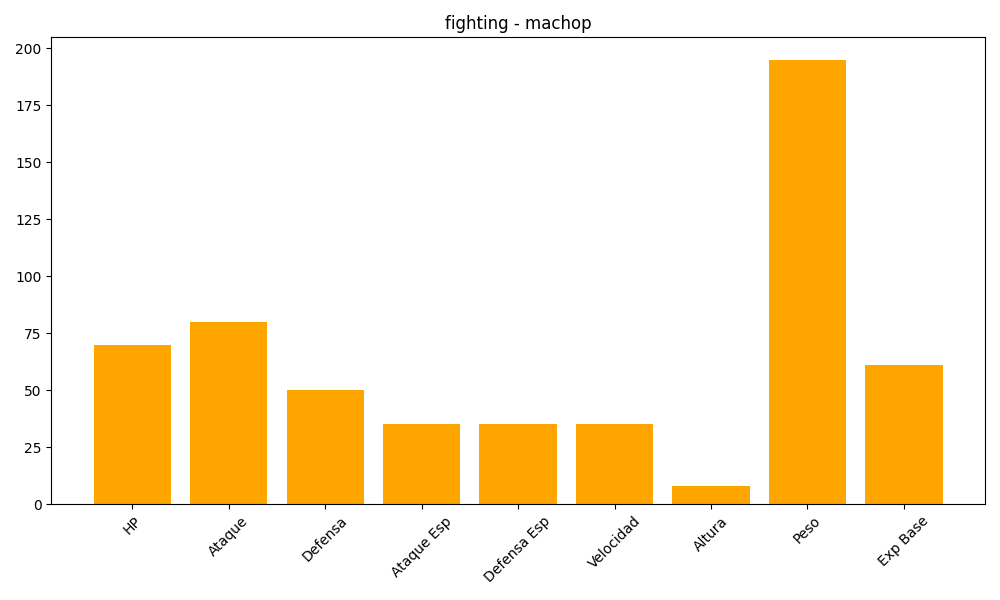 fighting - machop
200
175
150
125
100
75
50
25
0
HP
Ataque
Defensa
Ataque Esp
Defensa Esp
Velocidad
Altura
Peso
Exp Base